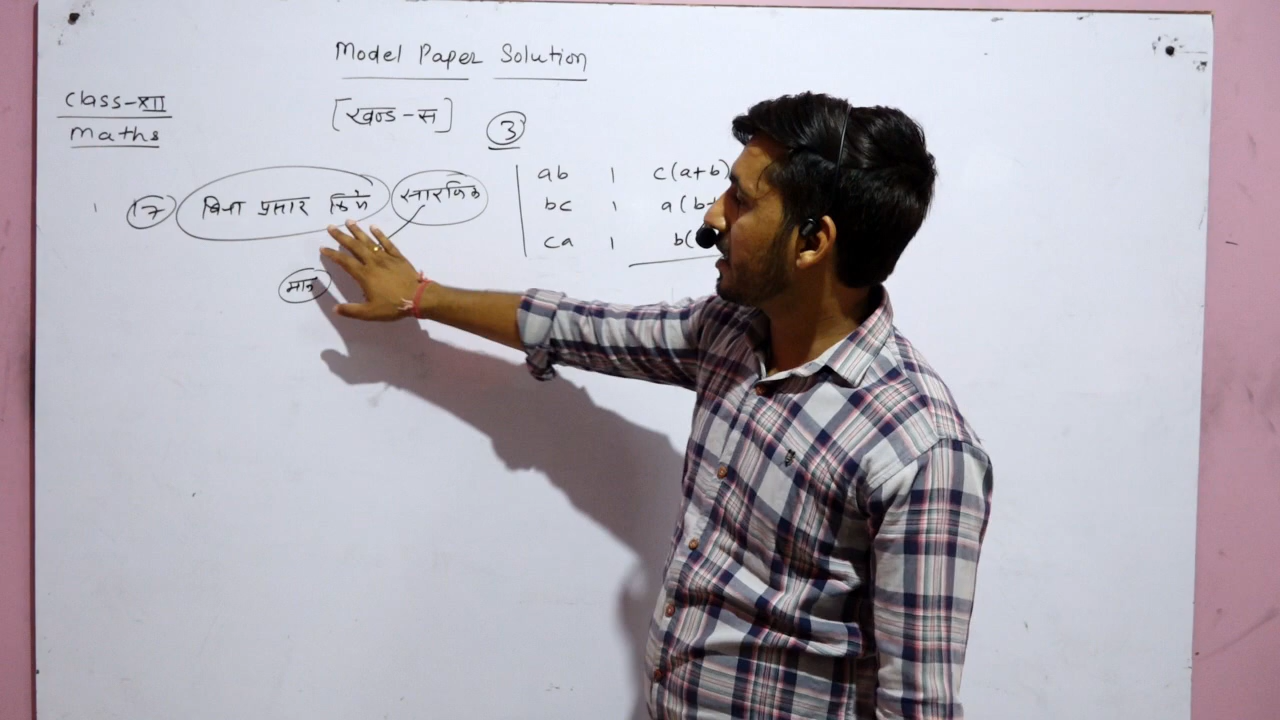 Model Paper Solution
Class-XII
Maths
[खण्ड-स]
3
17 बिना प्रसार किये सारणिक
ab 1 c(a+b)
bc 1 a(b+
ca 1 b(
मान